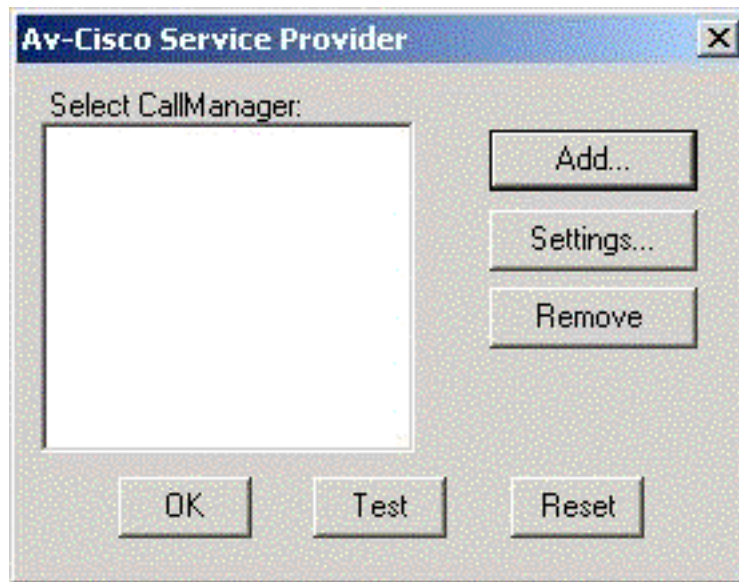 Av-Cisco Service Provider
Select CallManager:
Add...
Settings...
Remove
OK
Test
Reset